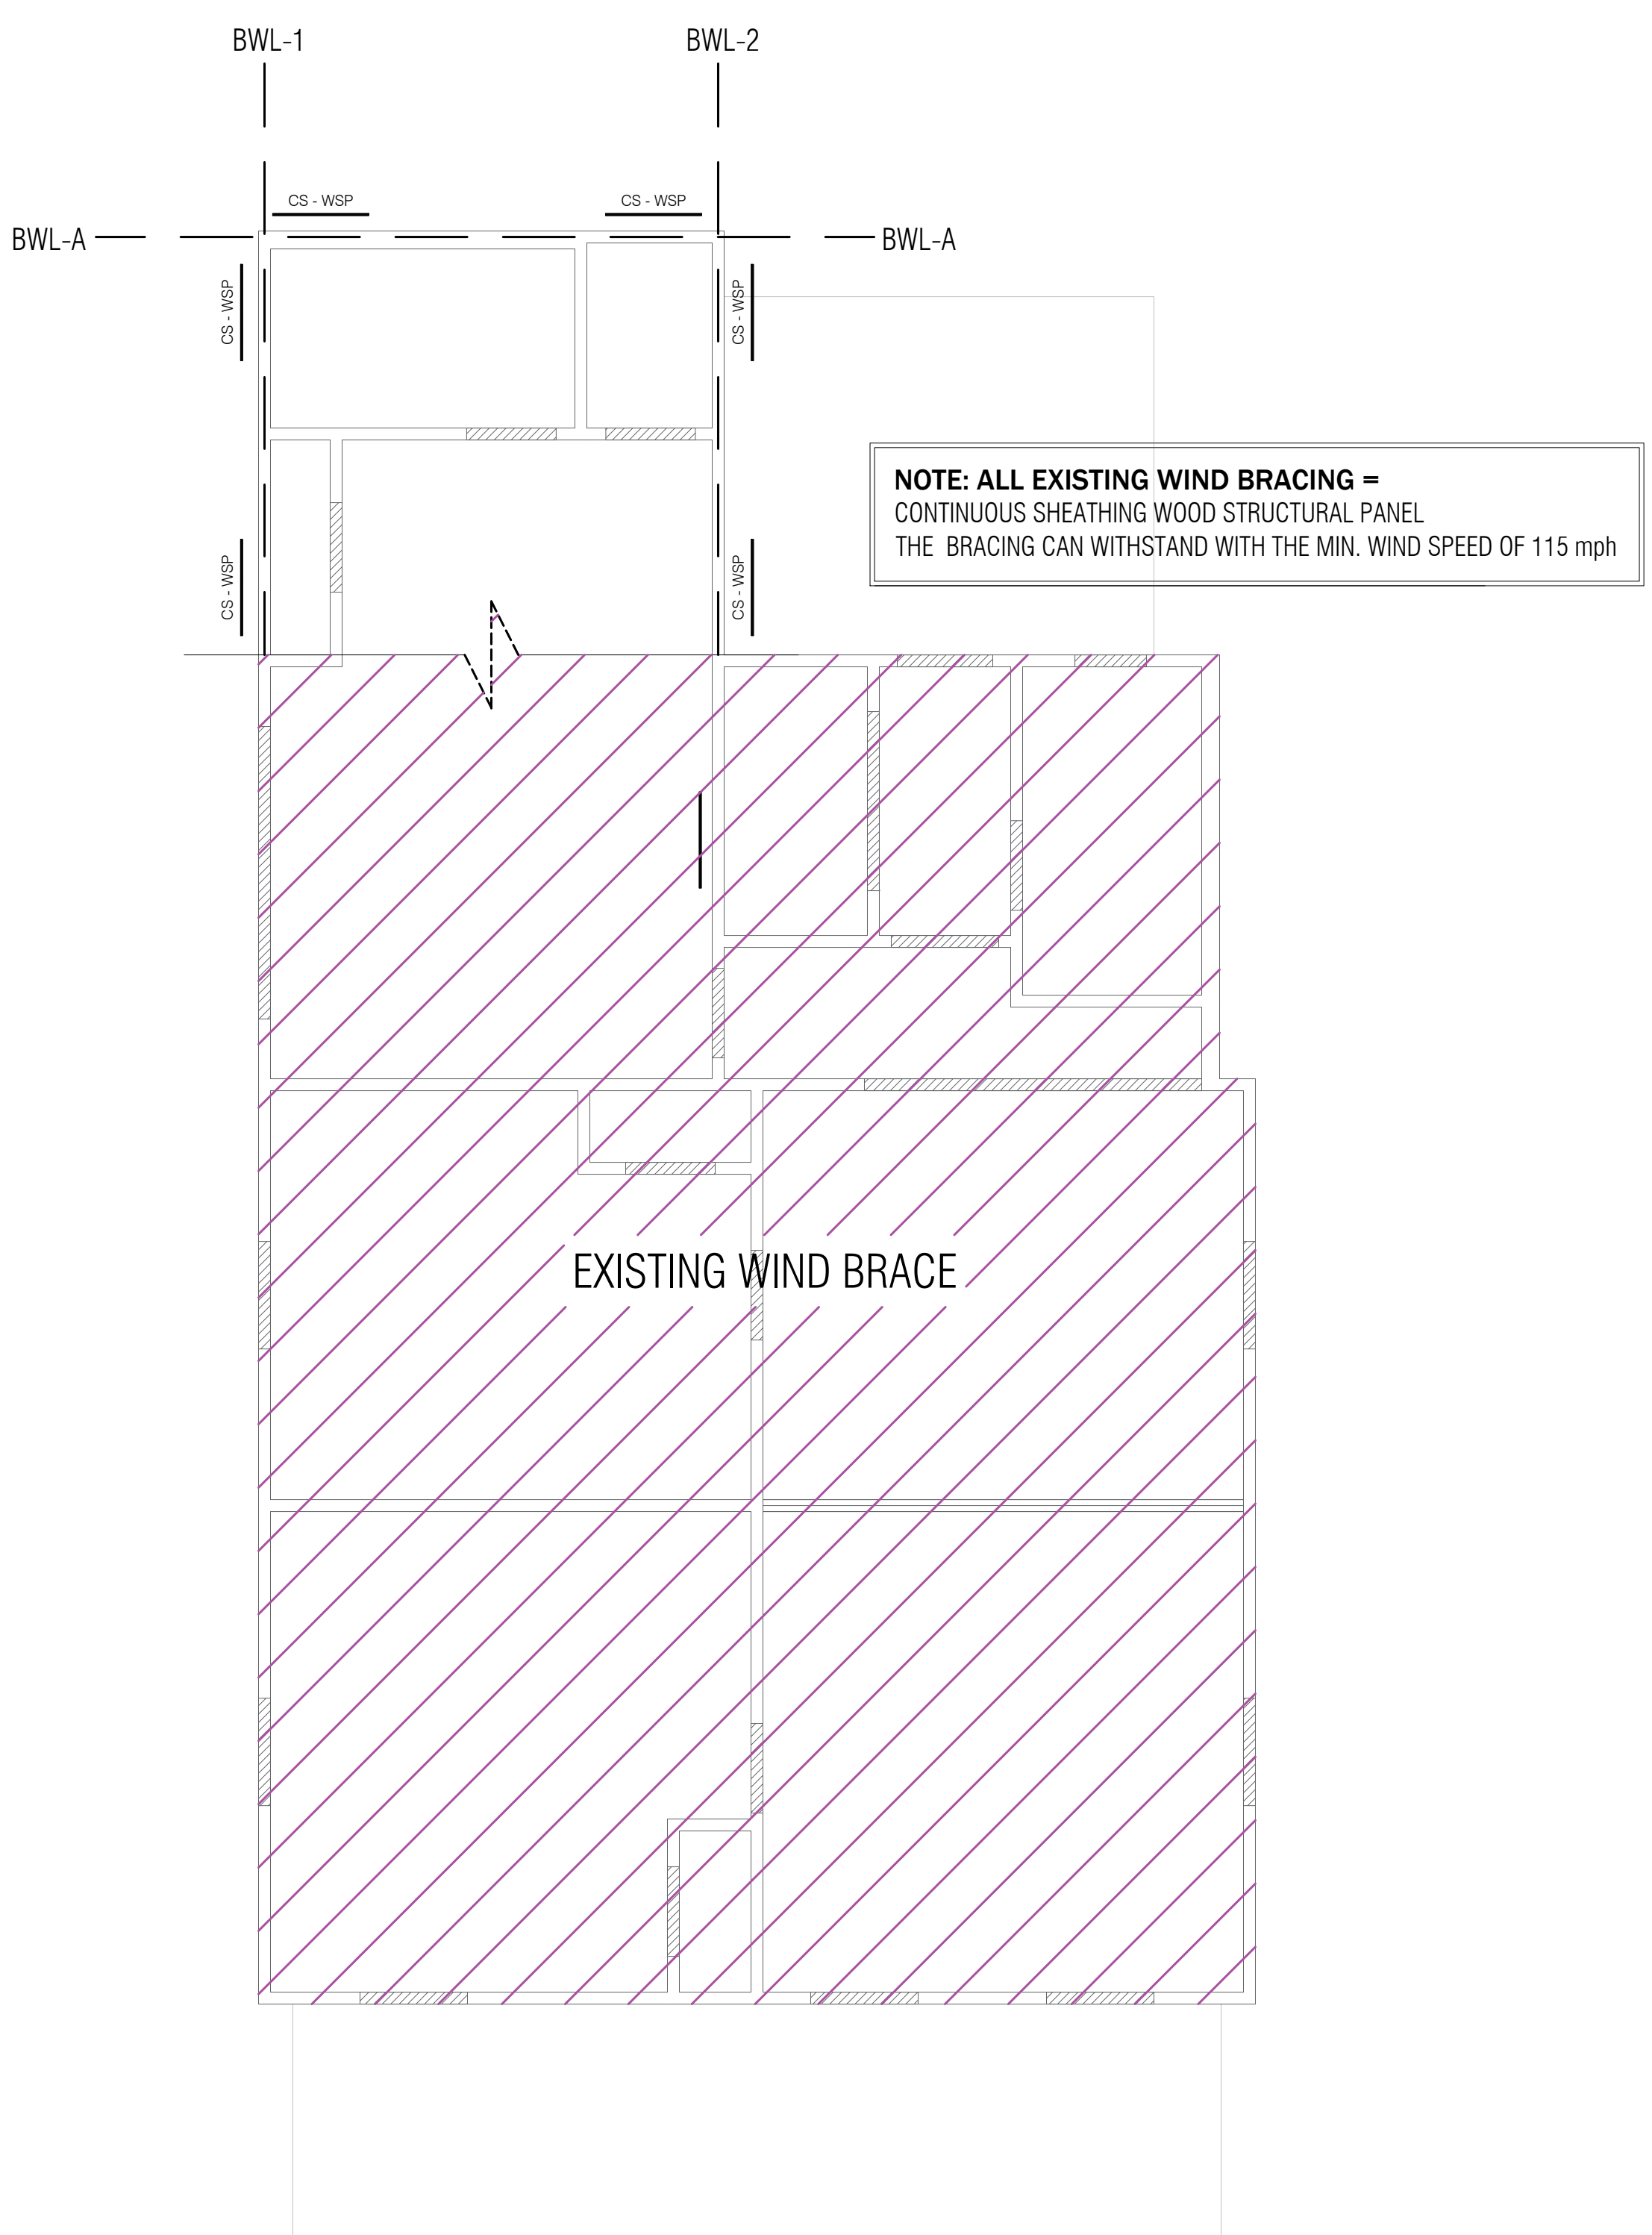 BWL-1
BWL-2
CS - WSP
CS - WSP
BWL-A
BWL-A
CS - WSP
CS - WSP
NOTE: ALL EXISTING WIND BRACING =
CONTINUOUS SHEATHING WOOD STRUCTURAL PANEL
THE BRACING CAN WITHSTAND WITH THE MIN. WIND SPEED OF 115 mph
CS - WSP
CS - WSP
EXISTING WIND BRACE